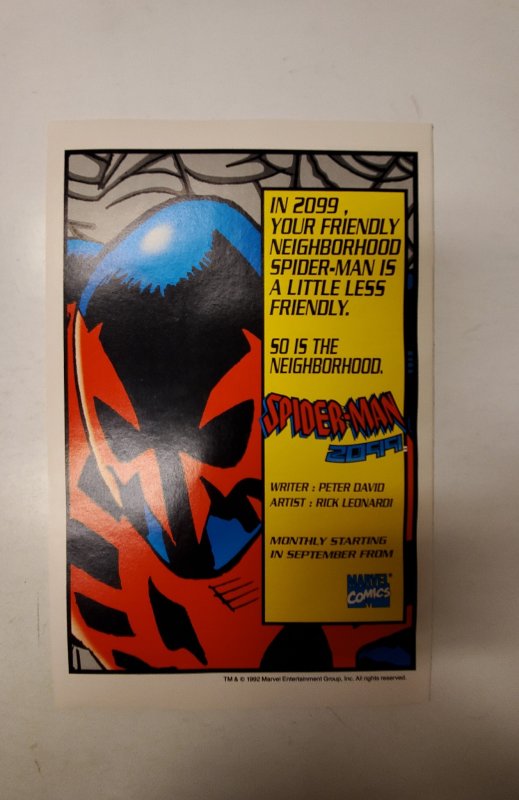 IN 2099,
YOUR FRIENDLY
NEIGHBORHOOD
SPIDER-MAN IS
A LITTLE LESS
FRIENDLY.
SO IS THE
NEIGHBORHOOD.
SPIDER-MAN
2099
WRITER : PETER DAVID
ARTIST : RICK LEONARDI
MONTHLY STARTING
IN SEPTEMBER FROM
MARVEL®
COMICS
TM & © 1992 Marvel Entertainment Group, Inc. All rights reserved.